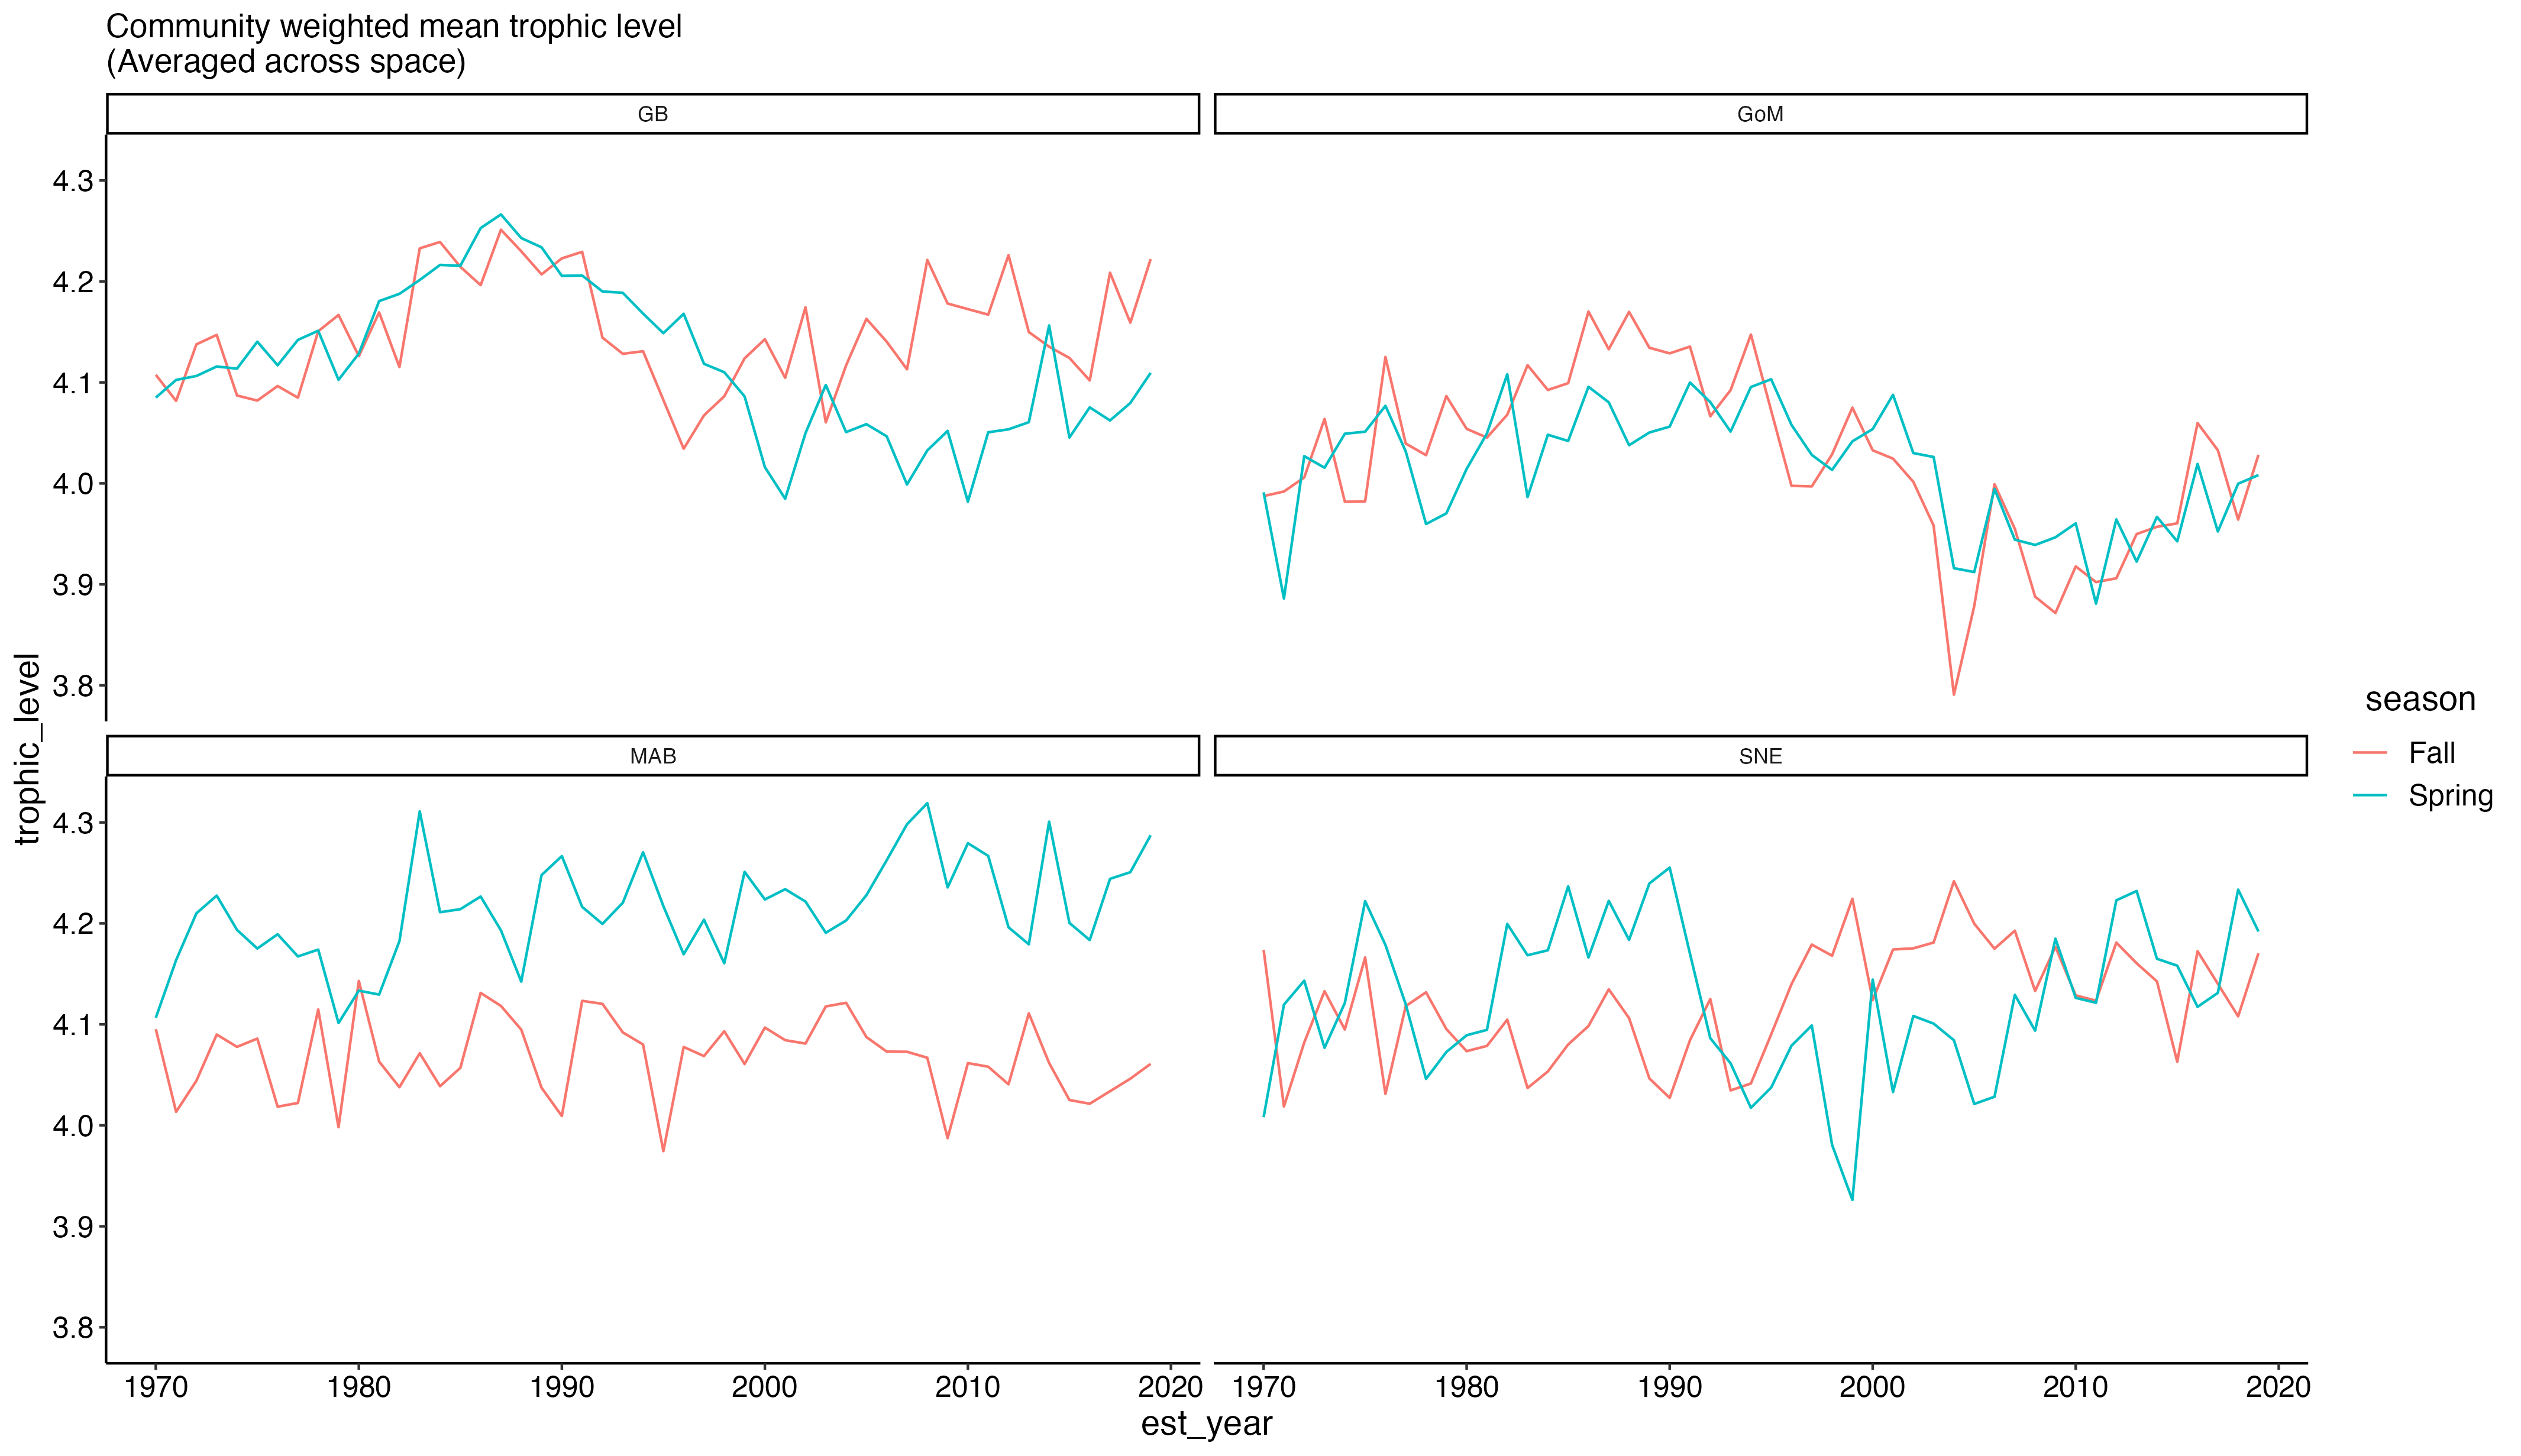 Community weighted mean trophic level
(Averaged across space)
GB
GoM
4.3
4.2
4.1
4.0
3.9
3.8
MAB
SNE
4.3
4.2
4.1
4.0
3.9
3.8
trophic_level
1970 1980 1990 2000 2010 2020
1970 1980 1990 2000 2010 2020
est_year
season
Fall
Spring